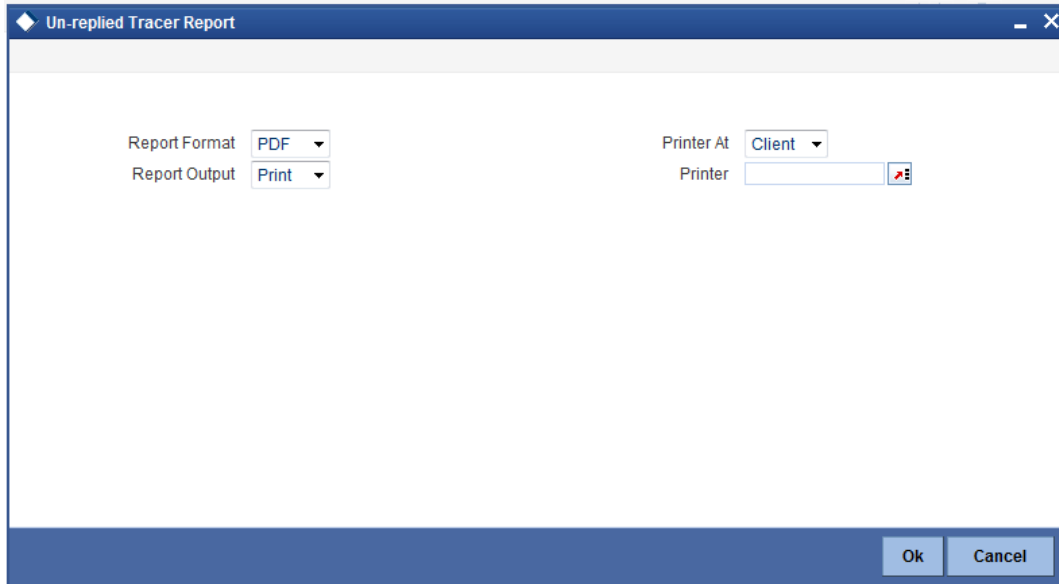 Un-replied Tracer Report
Report Format PDF Printer At Client
Report Output Print Printer
Ok Cancel